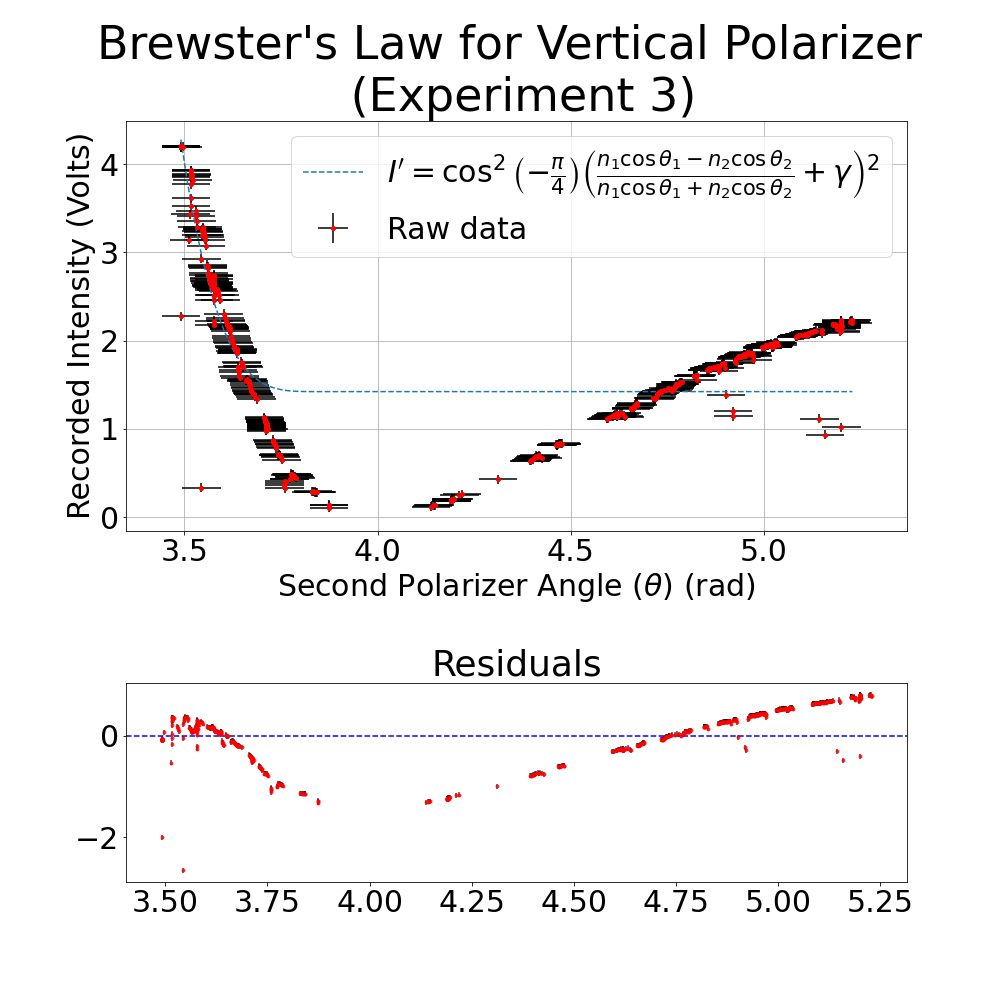 Brewster's Law for Vertical Polarizer
(Experiment 3)
I′ = cos² (−π/4) (n₁cos θ₁ − n₂cos θ₂ / n₁cos θ₁ + n₂cos θ₂ + γ)²
Raw data
Recorded Intensity (Volts)
4
3
2
1
0
3.5 4.0 4.5 5.0
Second Polarizer Angle (θ) (rad)
Residuals
0
−2
3.50 3.75 4.00 4.25 4.50 4.75 5.00 5.25